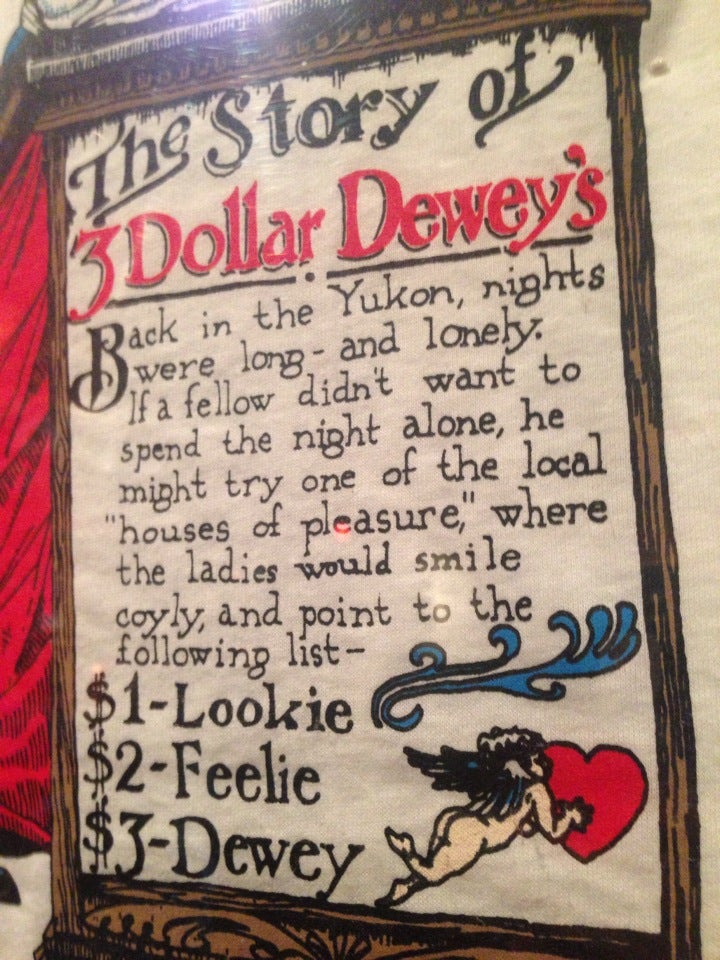 The Story of
3 Dollar Dewey's
Back in the Yukon, nights
were long - and lonely.
If a fellow didn't want to
spend the night alone, he
might try one of the local
"houses of pleasure," where
the ladies would smile
coyly, and point to the
following list-
$1-Lookie
$2-Feelie
$3-Dewey